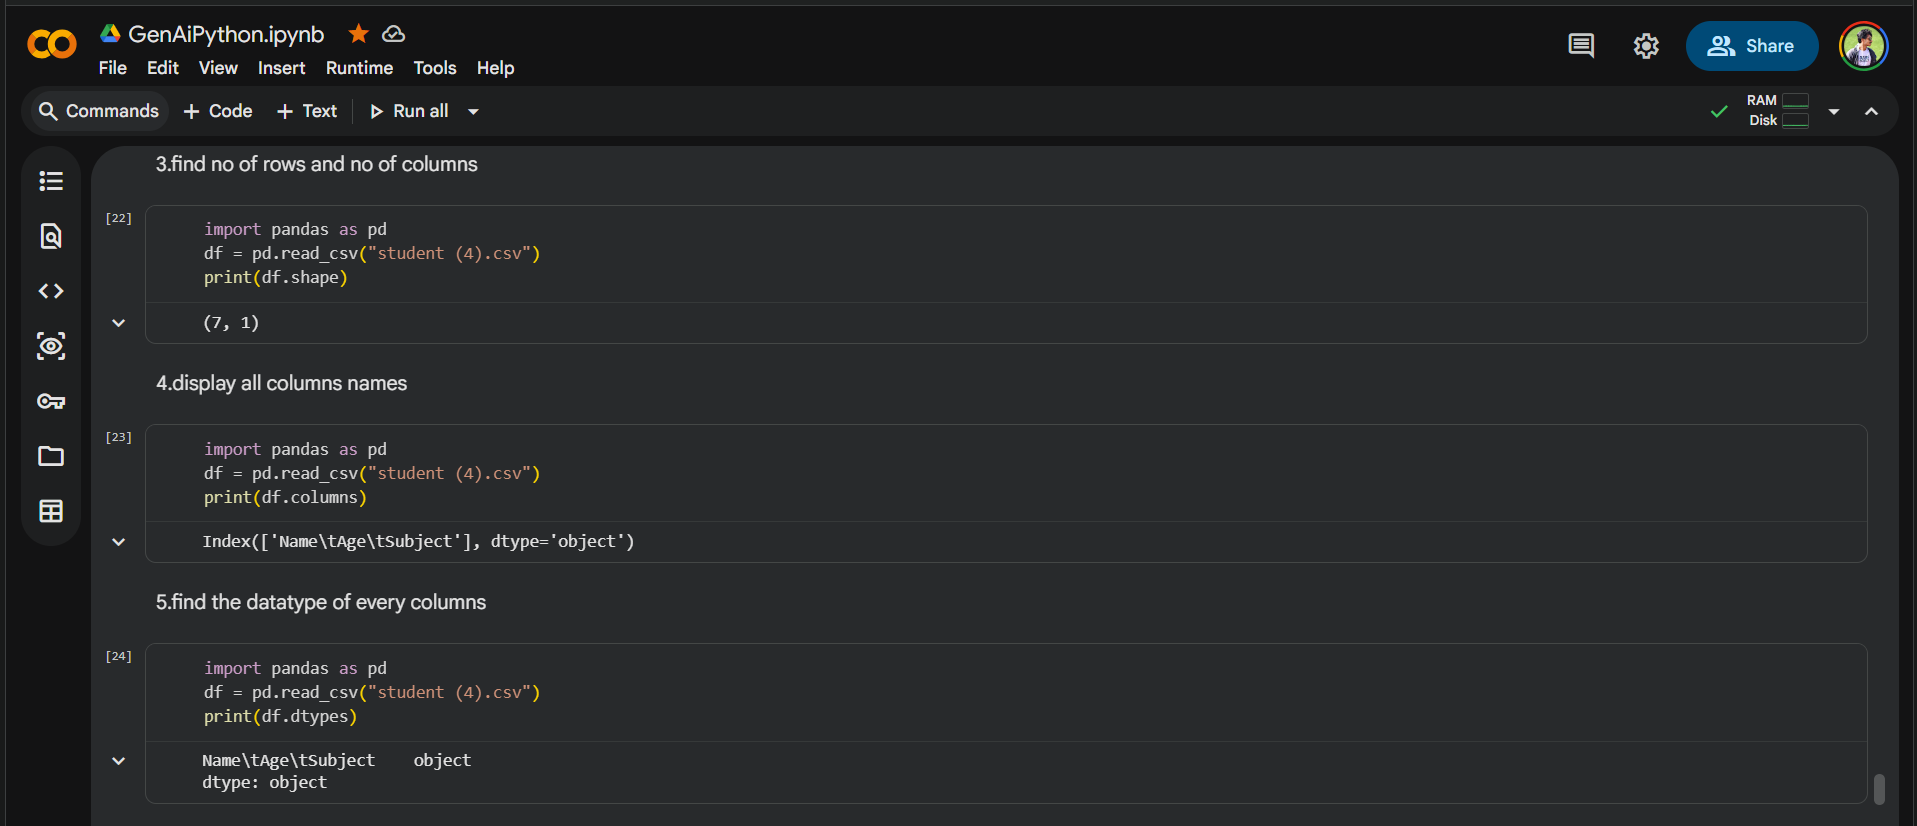 GenAiPython.ipynb
File Edit View Insert Runtime Tools Help
Share
Commands + Code + Text Run all
RAM
Disk
3.find no of rows and no of columns
[22]
import pandas as pd
df = pd.read_csv("student (4).csv")
print(df.shape)
(7, 1)
4.display all columns names
[23]
import pandas as pd
df = pd.read_csv("student (4).csv")
print(df.columns)
Index(['Name\tAge\tSubject'], dtype='object')
5.find the datatype of every columns
[24]
import pandas as pd
df = pd.read_csv("student (4).csv")
print(df.dtypes)
Name\tAge\tSubject    object
dtype: object